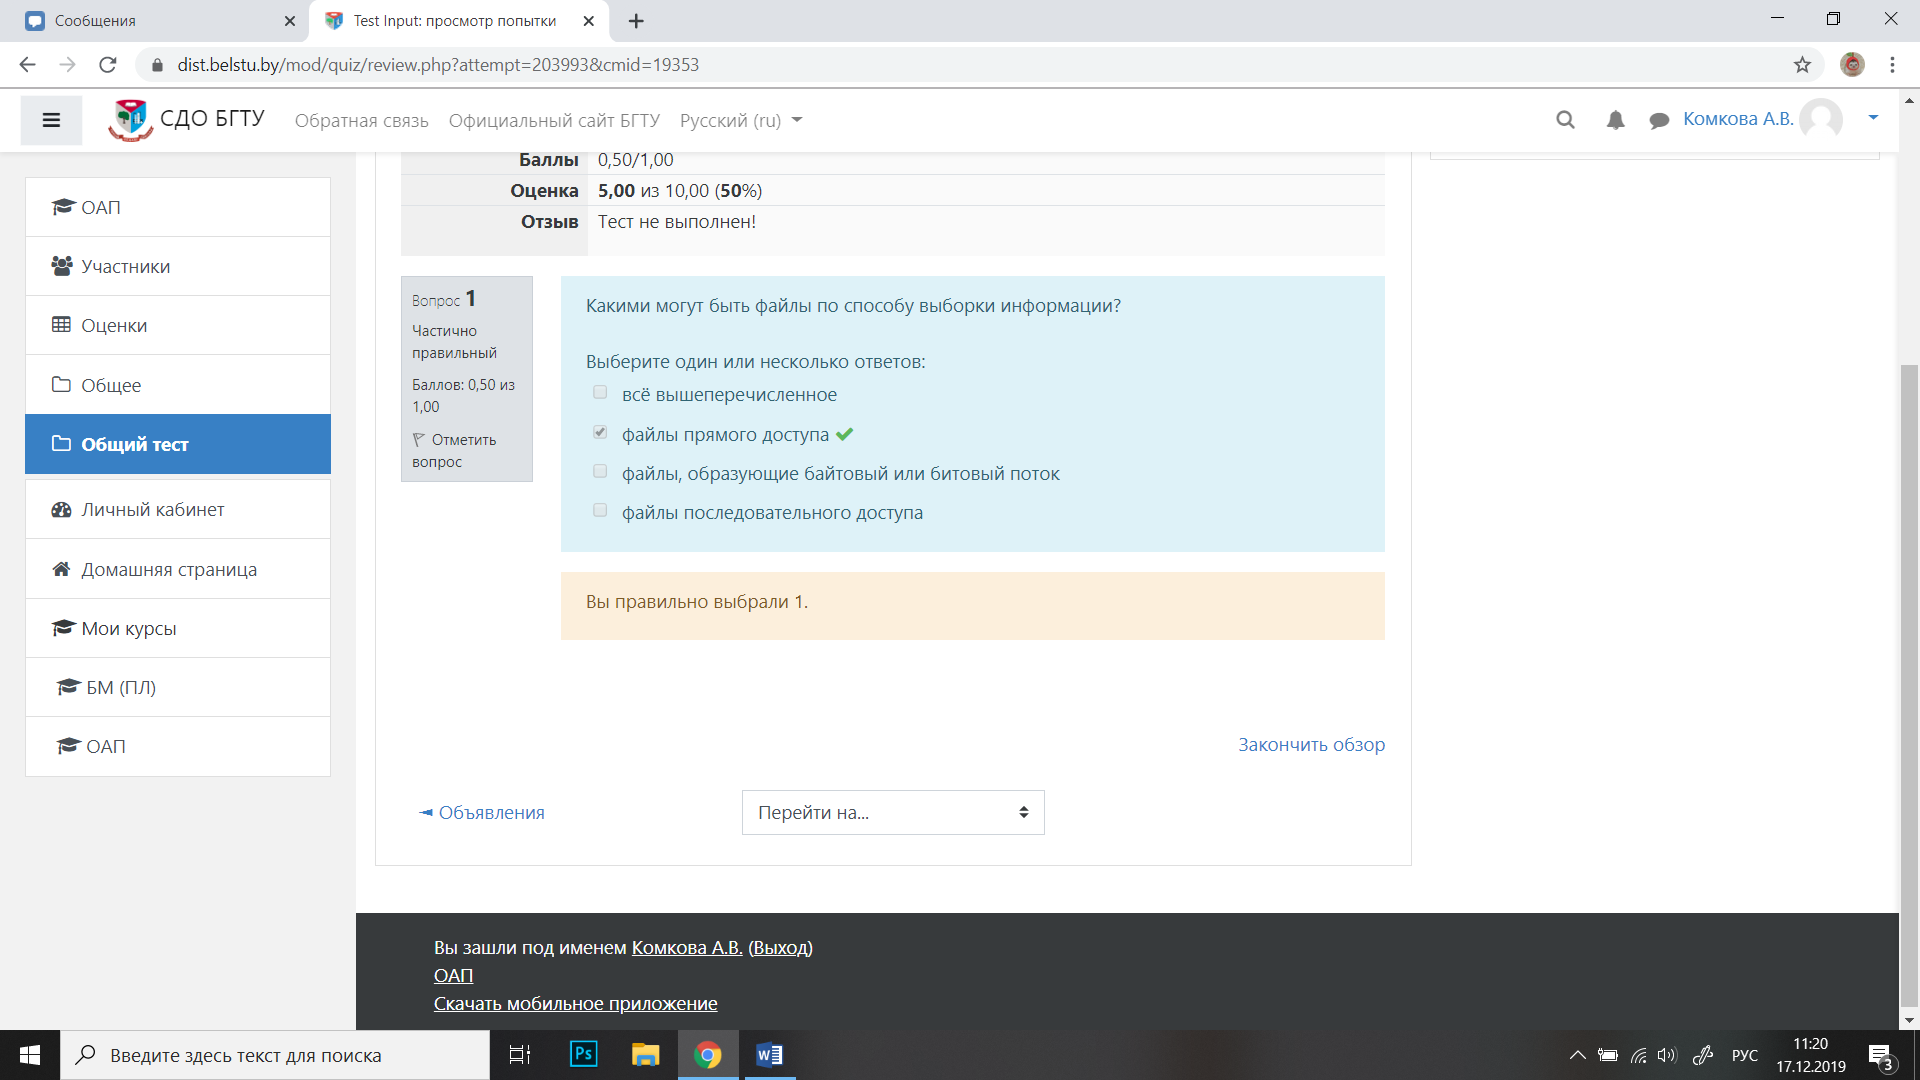 Сообщения
Test Input: просмотр попытки
dist.belstu.by/mod/quiz/review.php?attempt=203993&cmid=19353
СДО БГТУ
Обратная связь
Официальный сайт БГТУ
Русский (ru)
Комкова А.В.
ОАП
Участники
Оценки
Общее
Общий тест
Личный кабинет
Домашняя страница
Мои курсы
БМ (ПЛ)
ОАП
Баллы 0,50/1,00
Оценка 5,00 из 10,00 (50%)
Отзыв Тест не выполнен!
Вопрос 1
Частично
правильный
Баллов: 0,50 из
1,00
Отметить
вопрос
Какими могут быть файлы по способу выборки информации?
Выберите один или несколько ответов:
всё вышеперечисленное
файлы прямого доступа
файлы, образующие байтовый или битовый поток
файлы последовательного доступа
Вы правильно выбрали 1.
Закончить обзор
◄ Объявления
Перейти на...
Вы зашли под именем Комкова А.В. (Выход)
ОАП
Скачать мобильное приложение
Введите здесь текст для поиска
Ps
W
РУС
11:20
17.12.2019
3